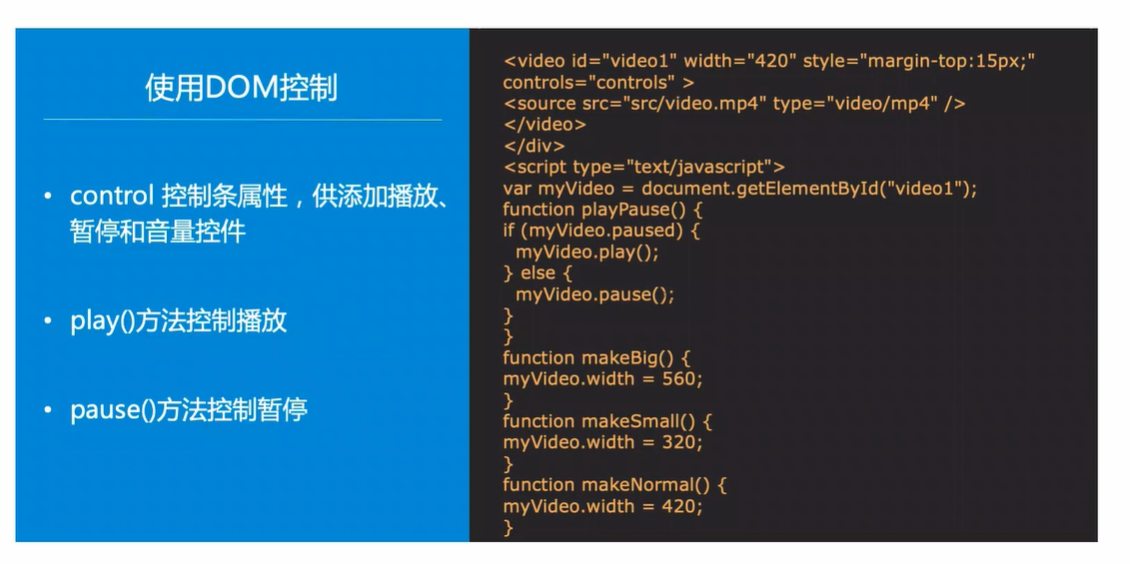 使用DOM控制
• control 控制条属性，供添加播放、
暂停和音量控件
• play()方法控制播放
• pause()方法控制暂停
<video id="video1" width="420" style="margin-top:15px;"
controls="controls" >
<source src="src/video.mp4" type="video/mp4" />
</video>
</div>
<script type="text/javascript">
var myVideo = document.getElementById("video1");
function playPause() {
if (myVideo.paused) {
  myVideo.play();
} else {
  myVideo.pause();
}
}
function makeBig() {
myVideo.width = 560;
}
function makeSmall() {
myVideo.width = 320;
}
function makeNormal() {
myVideo.width = 420;
}